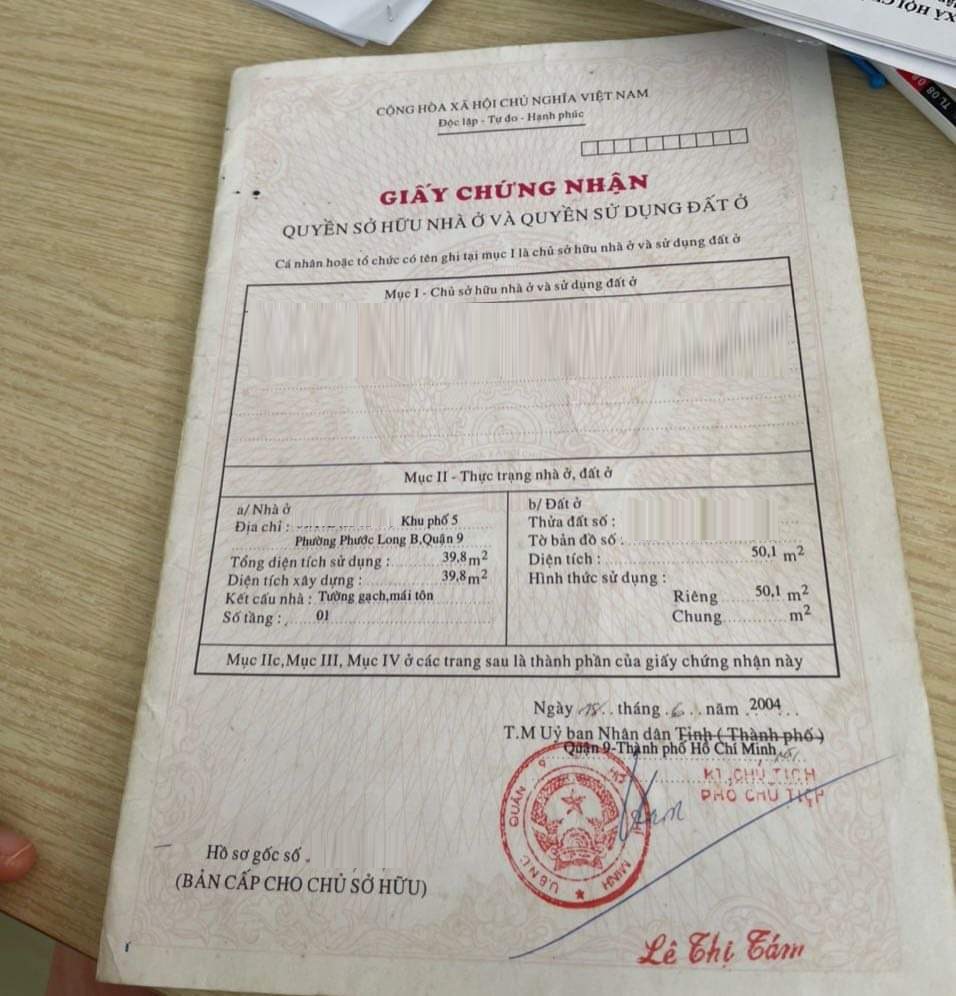 XÃ HỘI C
TL 08 08
CỘNG HÒA XÃ HỘI CHỦ NGHĨA VIỆT NAM
Độc lập - Tự do - Hạnh phúc
GIẤY CHỨNG NHẬN
QUYỀN SỞ HỮU NHÀ Ở VÀ QUYỀN SỬ DỤNG ĐẤT Ở
Cá nhân hoặc tổ chức có tên ghi tại mục I là chủ sở hữu nhà ở và sử dụng đất ở
Mục I - Chủ sở hữu nhà ở và sử dụng đất ở
Mục II - Thực trạng nhà ở, đất ở
a/ Nhà ở
Địa chỉ : Khu phố 5
Phường Phước Long B,Quận 9
Tổng diện tích sử dụng : 39,8 m²
Diện tích xây dựng : 39,8 m²
Kết cấu nhà : Tường gạch,mái tôn
Số tầng : 01
b/ Đất ở
Thửa đất số :
Tờ bản đồ số :
Diện tích : 50,1 m²
Hình thức sử dụng :
Riêng 50,1 m²
Chung m²
Mục IIc,Mục III, Mục IV ở các trang sau là thành phần của giấy chứng nhận này
Ngày 18 tháng 6 năm 2004
T.M Uỷ ban Nhân dân Tỉnh ( Thành phố )
Quận 9-Thành phố Hồ Chí Minh
KT.CHỦ TỊCH
PHÓ CHỦ TỊCH
U.B.N.D QUẬN 9 HỒ MINH
Hồ sơ gốc số
(BẢN CẤP CHO CHỦ SỞ HỮU)
Lê Thị Tám